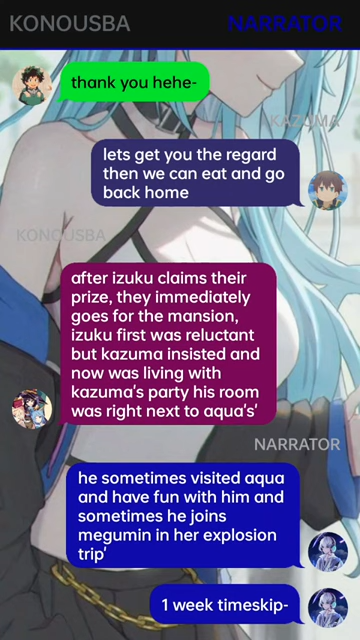 KONOUSBA
NARRATOR
thank you hehe-
KAZUMA
lets get you the regard
then we can eat and go
back home
KONOUSBA
after izuku claims their
prize, they immediately
goes for the mansion,
izuku first was reluctant
but kazuma insisted and
now was living with
kazuma's party his room
was right next to aqua's'
NARRATOR
he sometimes visited aqua
and have fun with him and
sometimes he joins
megumin in her explosion
trip'
1 week timeskip-